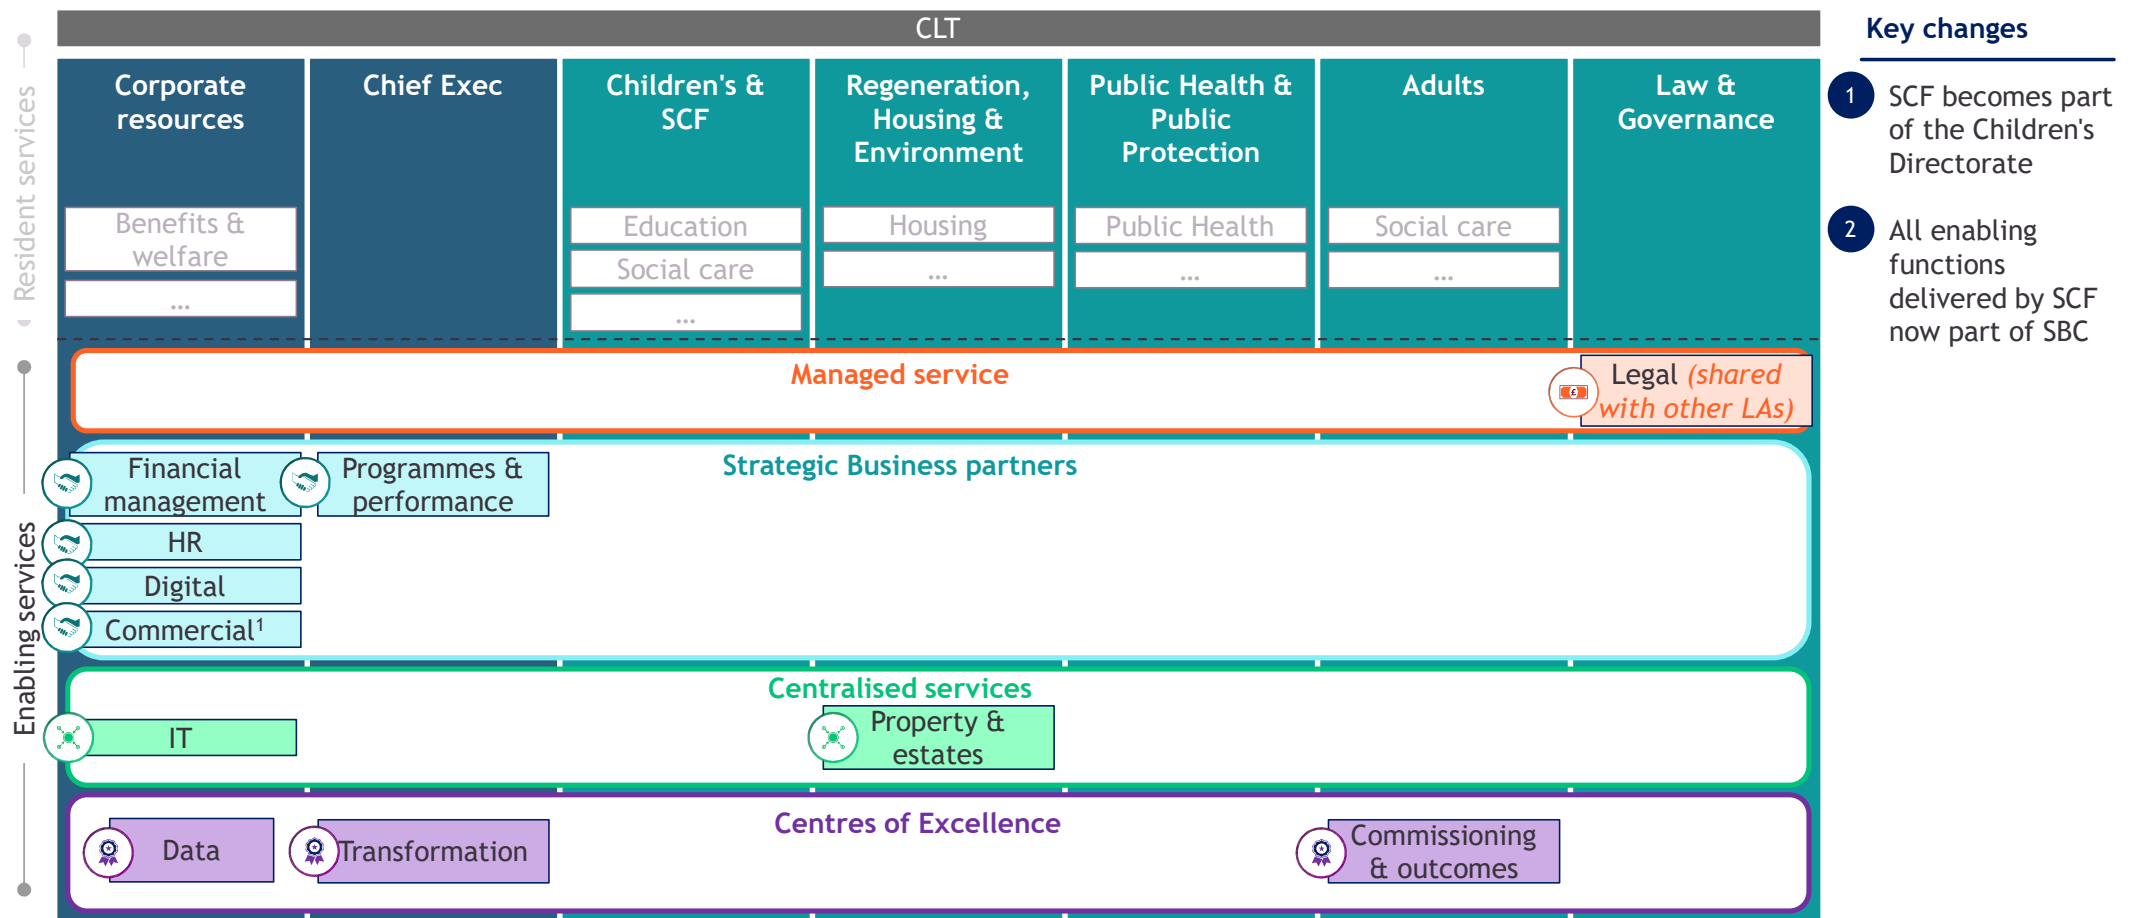 CLT
Key changes
Resident services
Corporate
resources
Chief Exec
Children's &
SCF
Regeneration,
Housing &
Environment
Public Health &
Public
Protection
Adults
Law &
Governance
Benefits &
welfare
...
Education
Social care
...
Housing
...
Public Health
...
Social care
...
1
SCF becomes part
of the Children's
Directorate
2
All enabling
functions
delivered by SCF
now part of SBC
Enabling services
Managed service
£
Legal (shared
with other LAs)
Strategic Business partners
Financial
management
Programmes &
performance
HR
Digital
Commercial¹
Centralised services
IT
Property &
estates
Centres of Excellence
Data
Transformation
Commissioning
& outcomes